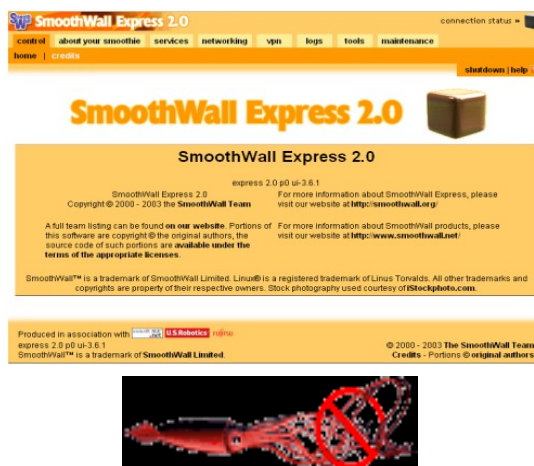 SmoothWall Express 2.0
connection status »
control about your smoothie services networking vpn logs tools maintenance
home | credits
shutdown | help
SmoothWall Express 2.0
SmoothWall Express 2.0
express 2.0 p0 ui-3.6.1
SmoothWall Express 2.0
Copyright © 2000 - 2003 the SmoothWall Team
For more information about SmoothWall Express, please
visit our website at http://smoothwall.org/
A full team listing can be found on our website. Portions of
this software are copyright © the original authors, the
source code of such portions are available under the
terms of the appropriate licenses.
For more information about SmoothWall products, please
visit our website at http://www.smoothwall.net/
SmoothWall™ is a trademark of SmoothWall Limited. Linux® is a registered trademark of Linus Torvalds. All other trademarks and
copyrights are property of their respective owners. Stock photography used courtesy of iStockphoto.com.
Produced in association with U.S.Robotics
express 2.0 p0 ui-3.6.1
SmoothWall™ is a trademark of SmoothWall Limited.
© 2000 - 2003 The SmoothWall Team
Credits - Portions © original authors